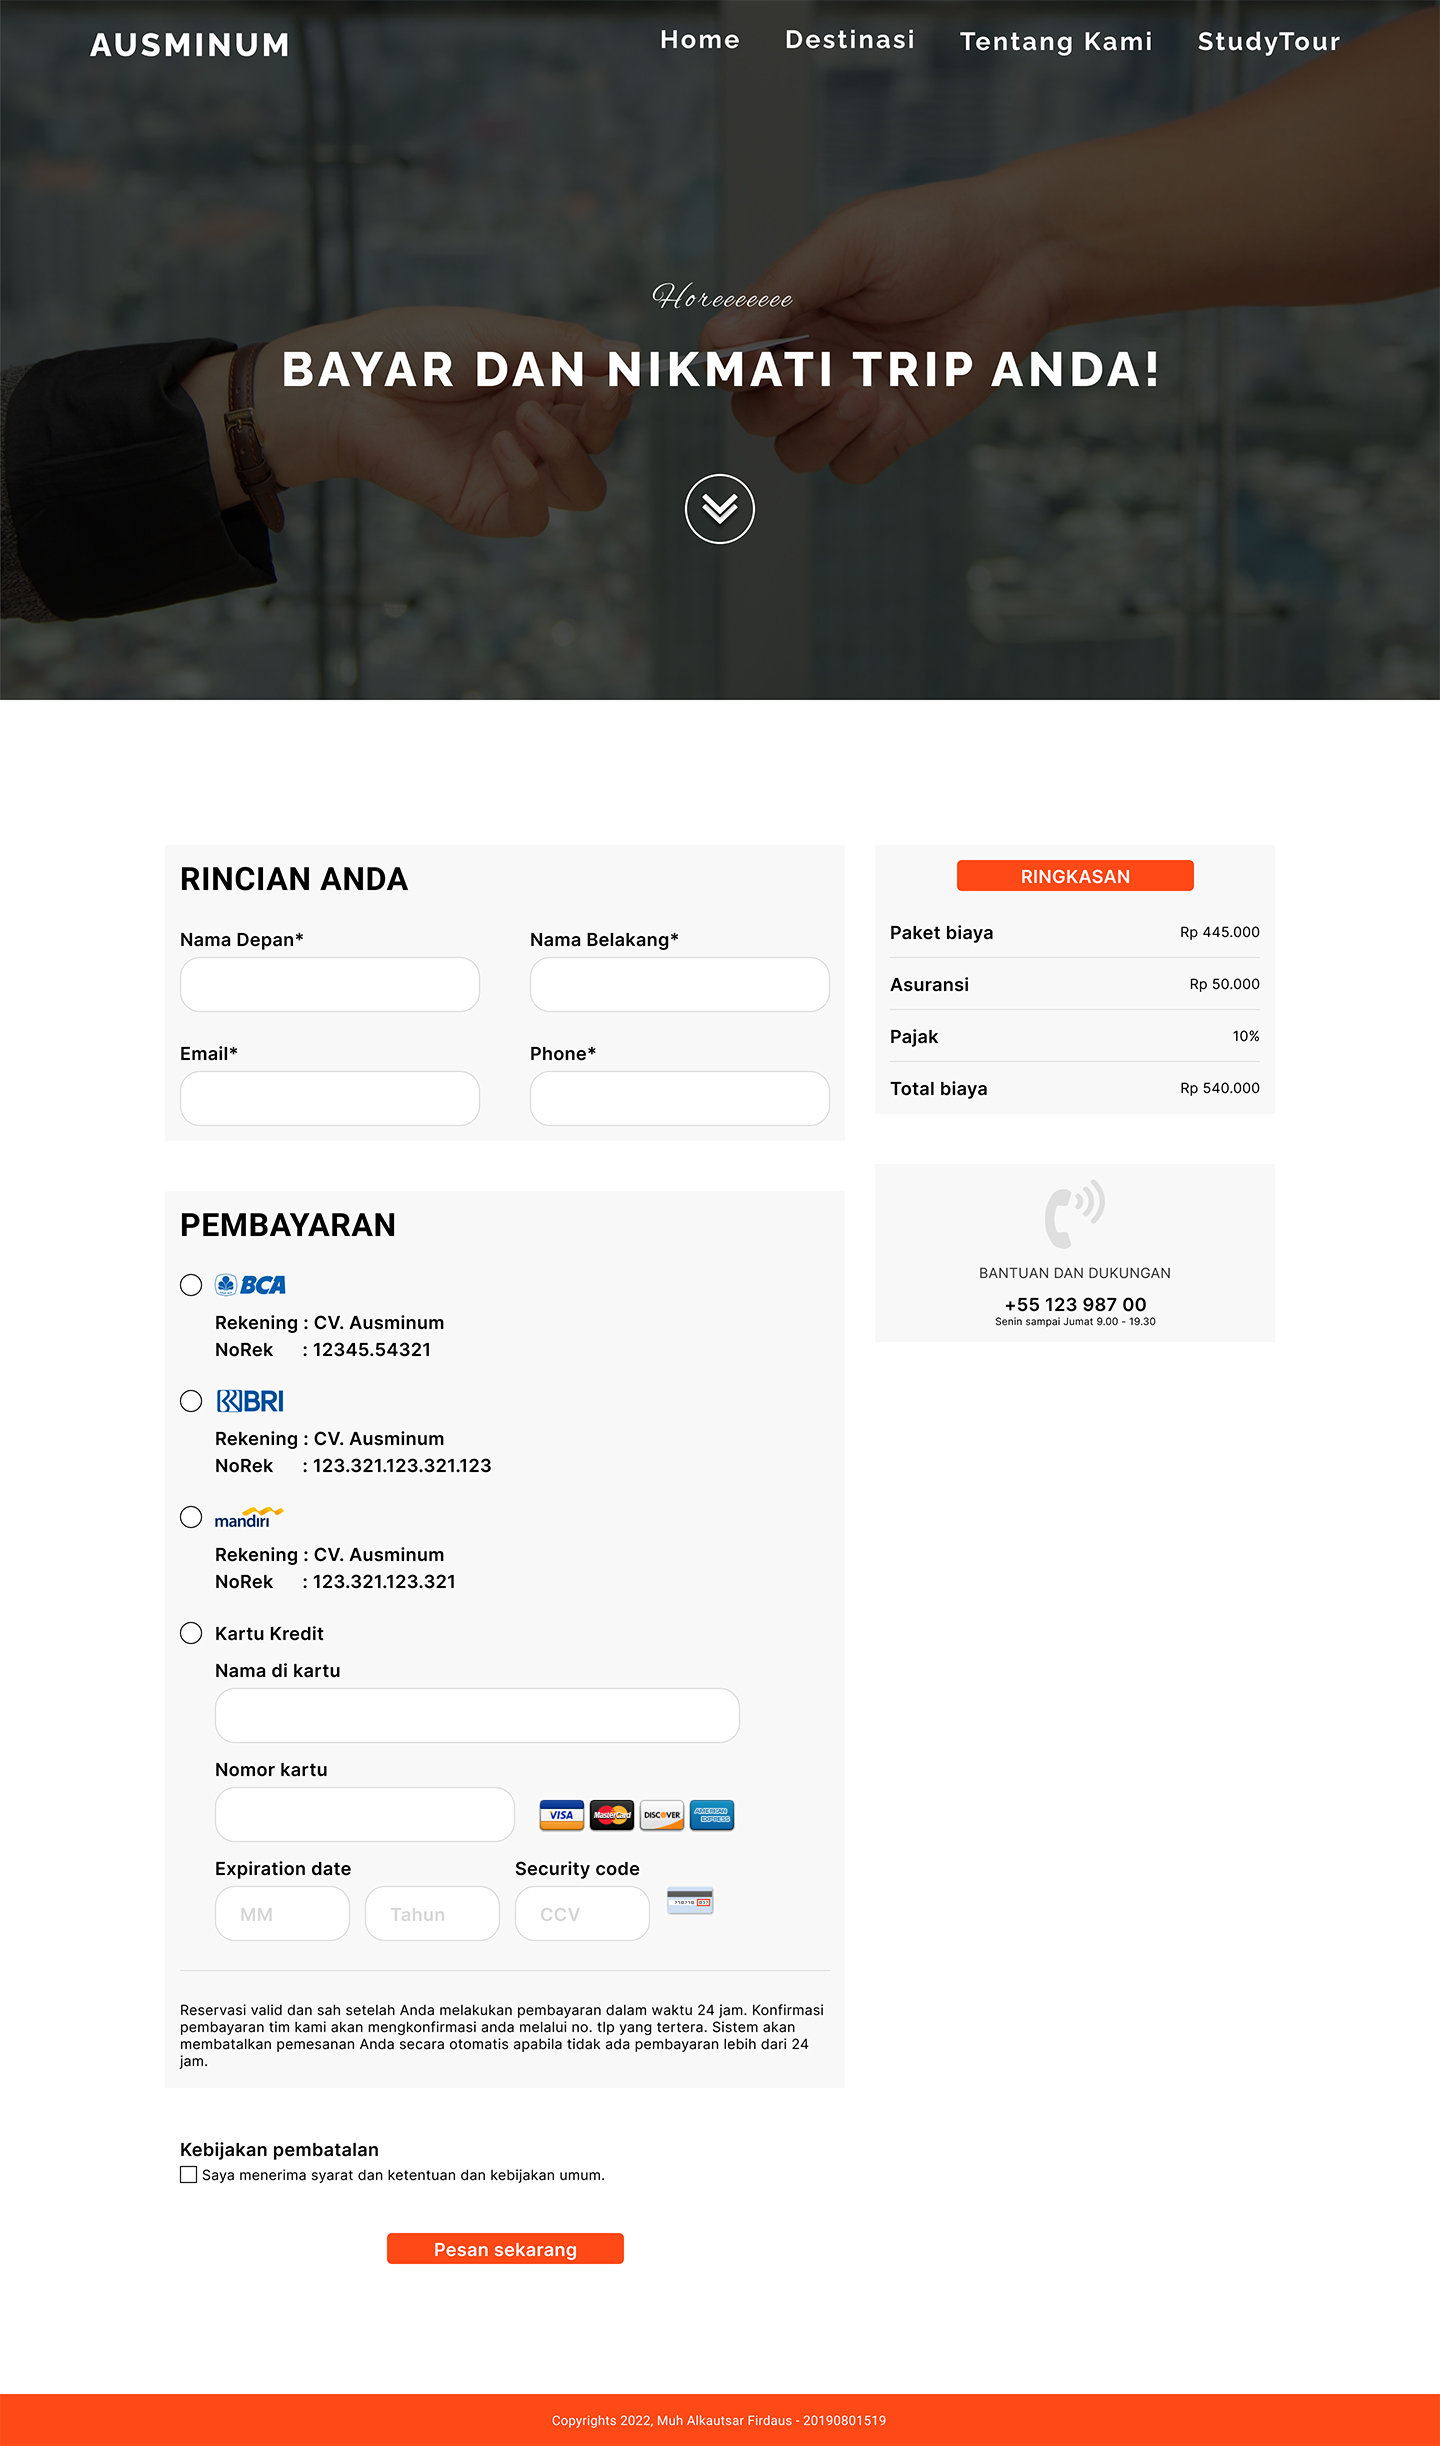 AUSMINUM
Home Destinasi Tentang Kami StudyTour
Horeeeeeee
BAYAR DAN NIKMATI TRIP ANDA!
RINCIAN ANDA
Nama Depan* Nama Belakang*
Email* Phone*
PEMBAYARAN
BCA
Rekening : CV. Ausminum
NoRek : 12345.54321
BRI
Rekening : CV. Ausminum
NoRek : 123.321.123.321.123
mandiri
Rekening : CV. Ausminum
NoRek : 123.321.123.321
Kartu Kredit
Nama di kartu
Nomor kartu
VISA MasterCard DISCOVER AMERICAN EXPRESS
Expiration date Security code
MM Tahun CCV
Reservasi valid dan sah setelah Anda melakukan pembayaran dalam waktu 24 jam. Konfirmasi
pembayaran tim kami akan mengkonfirmasi anda melalui no. tlp yang tertera. Sistem akan
membatalkan pemesanan Anda secara otomatis apabila tidak ada pembayaran lebih dari 24
jam.
Kebijakan pembatalan
Saya menerima syarat dan ketentuan dan kebijakan umum.
Pesan sekarang
RINGKASAN
Paket biaya Rp 445.000
Asuransi Rp 50.000
Pajak 10%
Total biaya Rp 540.000
BANTUAN DAN DUKUNGAN
+55 123 987 00
Senin sampai Jumat 9.00 - 19.30
Copyrights 2022, Muh Alkautsar Firdaus - 20190801519